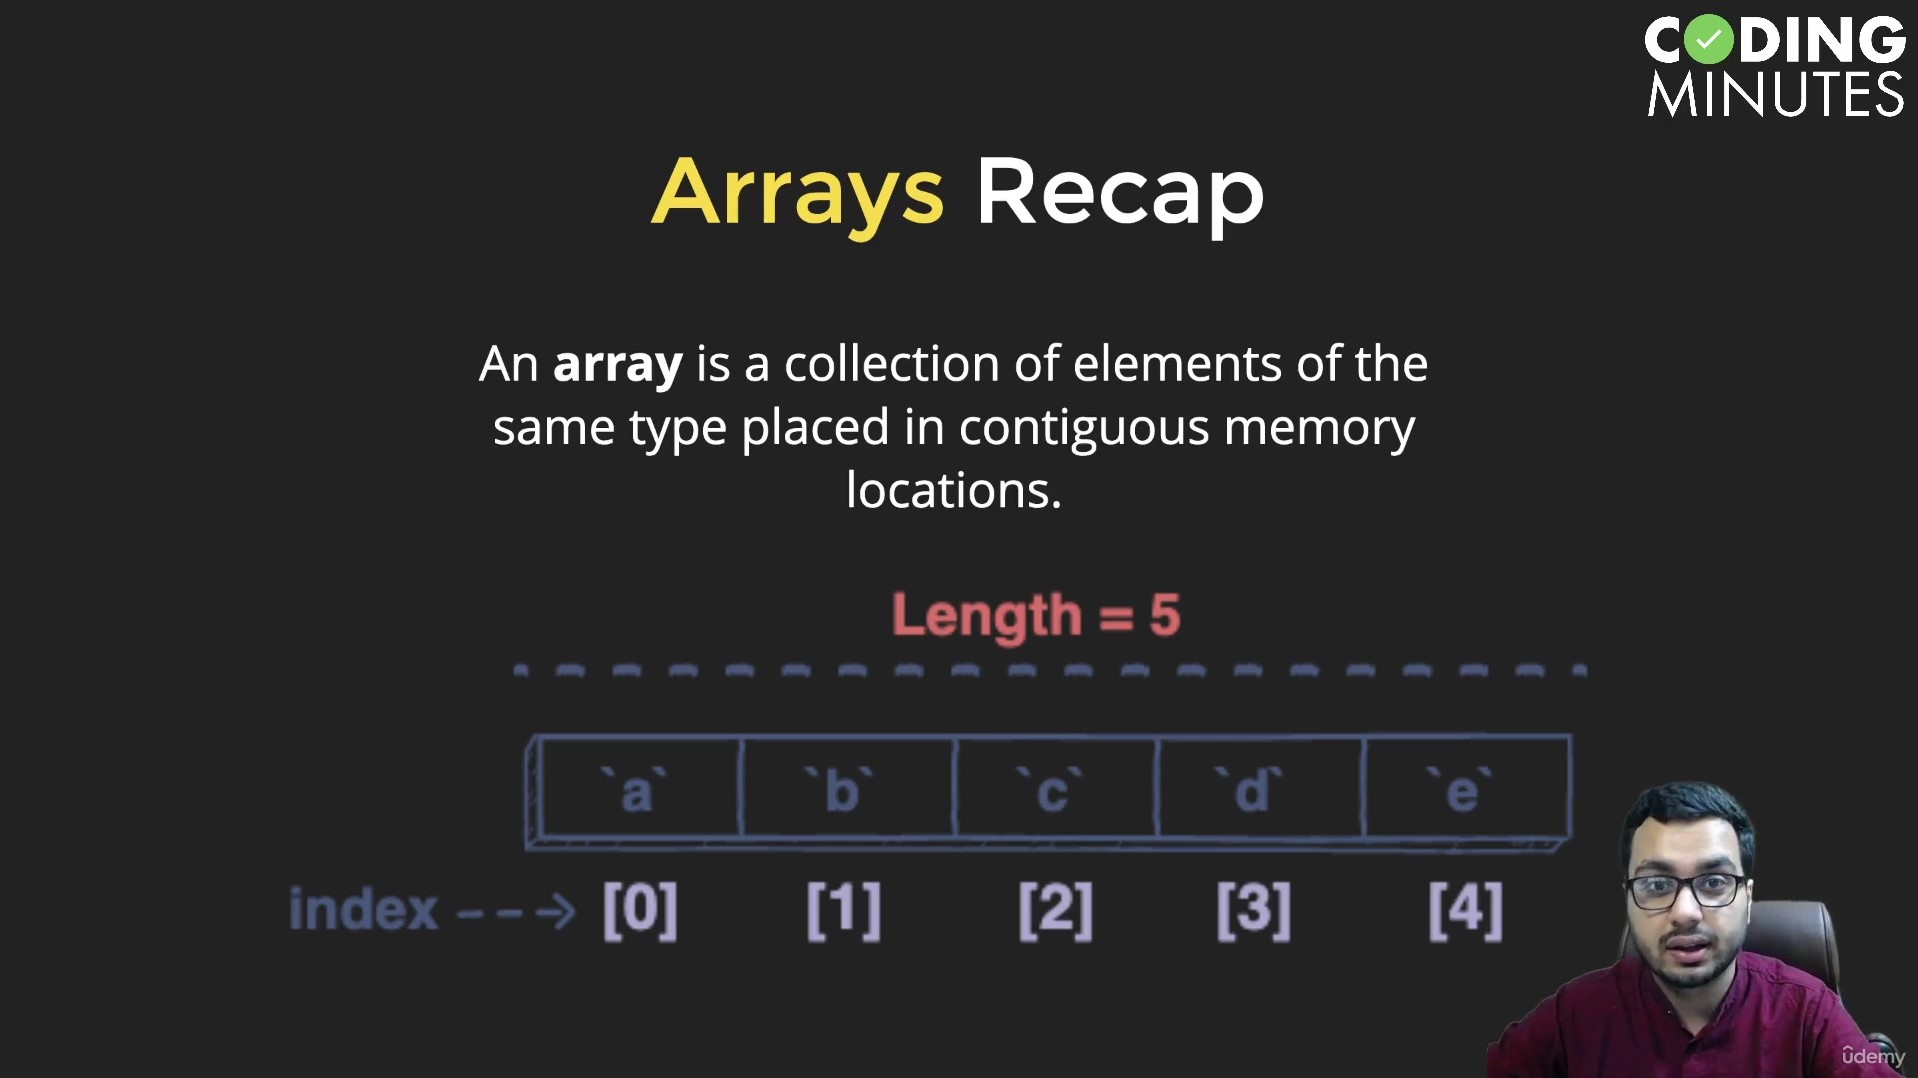 CODING
MINUTES
Arrays Recap
An array is a collection of elements of the
same type placed in contiguous memory
locations.
Length = 5
`a` `b` `c` `d` `e`
index --→ [0] [1] [2] [3] [4]
ûdemy